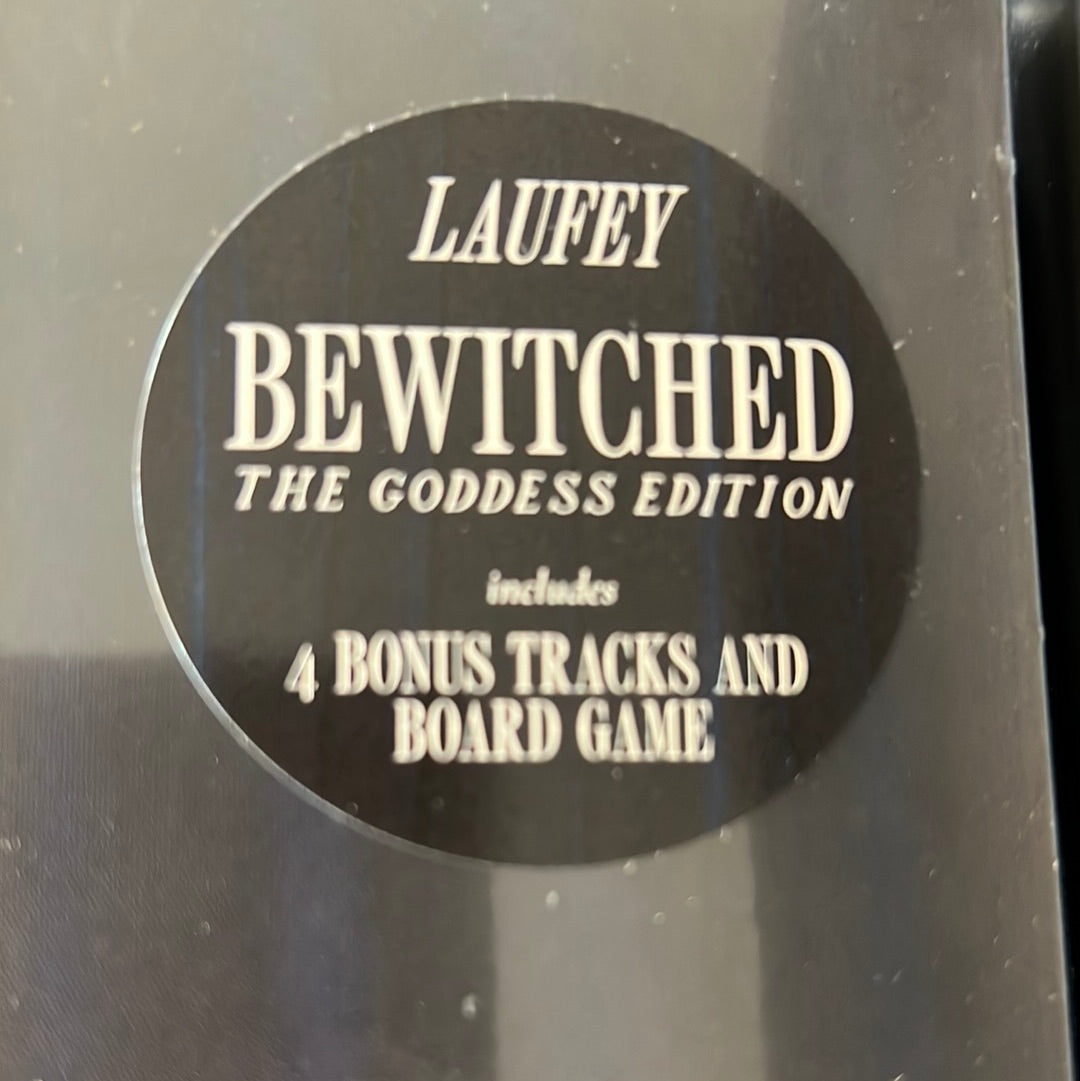 LAUFEY
BEWITCHED
THE GODDESS EDITION
includes
4 BONUS TRACKS AND
BOARD GAME